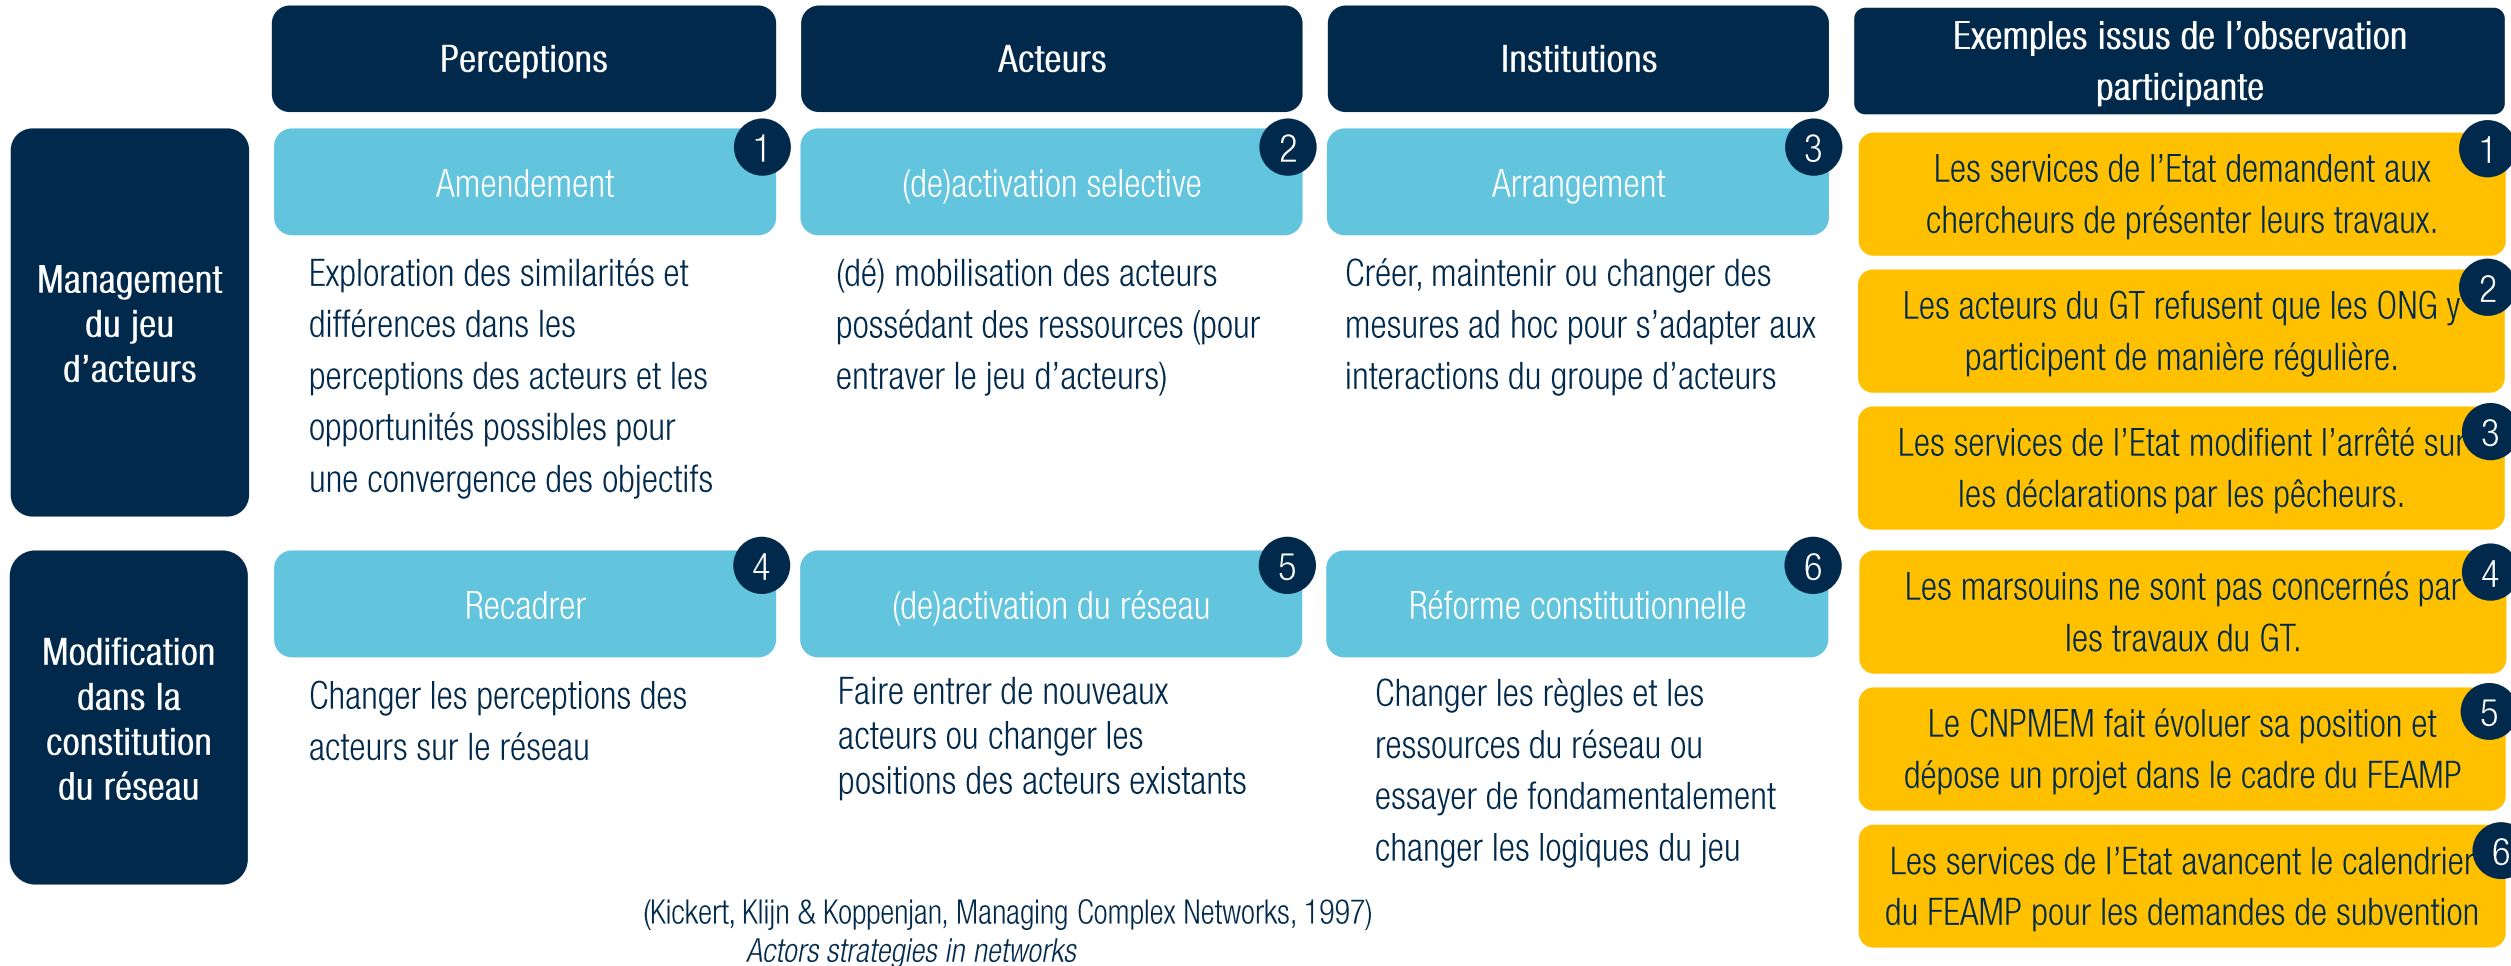 Perceptions
Acteurs
Institutions
Exemples issus de l’observation
participante
Management
du jeu
d’acteurs
1
Amendement
Exploration des similarités et
différences dans les
perceptions des acteurs et les
opportunités possibles pour
une convergence des objectifs
2
(de)activation selective
(dé) mobilisation des acteurs
possédant des ressources (pour
entraver le jeu d’acteurs)
3
Arrangement
Créer, maintenir ou changer des
mesures ad hoc pour s’adapter aux
interactions du groupe d’acteurs
1
Les services de l’Etat demandent aux
chercheurs de présenter leurs travaux.
2
Les acteurs du GT refusent que les ONG y
participent de manière régulière.
3
Les services de l’Etat modifient l’arrêté sur
les déclarations par les pêcheurs.
Modification
dans la
constitution
du réseau
4
Recadrer
Changer les perceptions des
acteurs sur le réseau
5
(de)activation du réseau
Faire entrer de nouveaux
acteurs ou changer les
positions des acteurs existants
6
Réforme constitutionnelle
Changer les règles et les
ressources du réseau ou
essayer de fondamentalement
changer les logiques du jeu
4
Les marsouins ne sont pas concernés par
les travaux du GT.
5
Le CNPMEM fait évoluer sa position et
dépose un projet dans le cadre du FEAMP
6
Les services de l’Etat avancent le calendrier
du FEAMP pour les demandes de subvention
(Kickert, Klijn & Koppenjan, Managing Complex Networks, 1997)
Actors strategies in networks